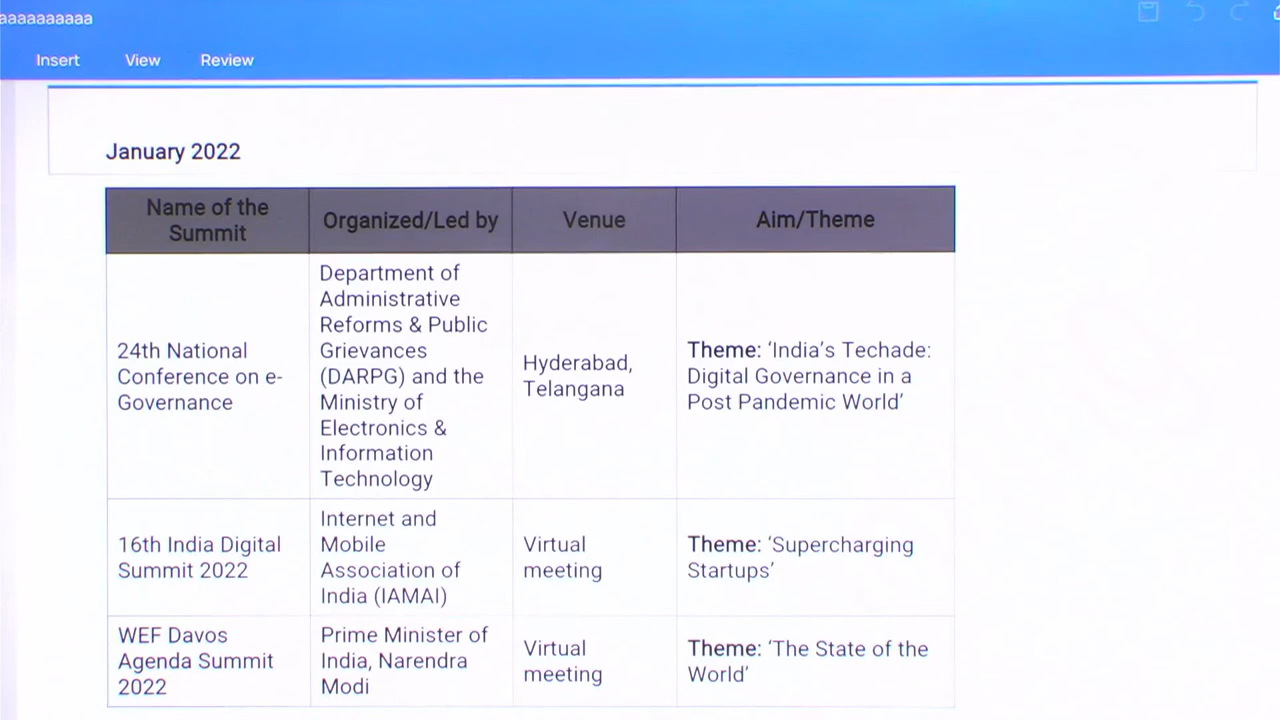 aaaaaaaaaa
Insert View Review
January 2022
Name of the
Summit
Organized/Led by
Venue
Aim/Theme
24th National
Conference on e-
Governance
Department of
Administrative
Reforms & Public
Grievances
(DARPG) and the
Ministry of
Electronics &
Information
Technology
Hyderabad,
Telangana
Theme: ‘India’s Techade:
Digital Governance in a
Post Pandemic World’
16th India Digital
Summit 2022
Internet and
Mobile
Association of
India (IAMAI)
Virtual
meeting
Theme: ‘Supercharging
Startups’
WEF Davos
Agenda Summit
2022
Prime Minister of
India, Narendra
Modi
Virtual
meeting
Theme: ‘The State of the
World’